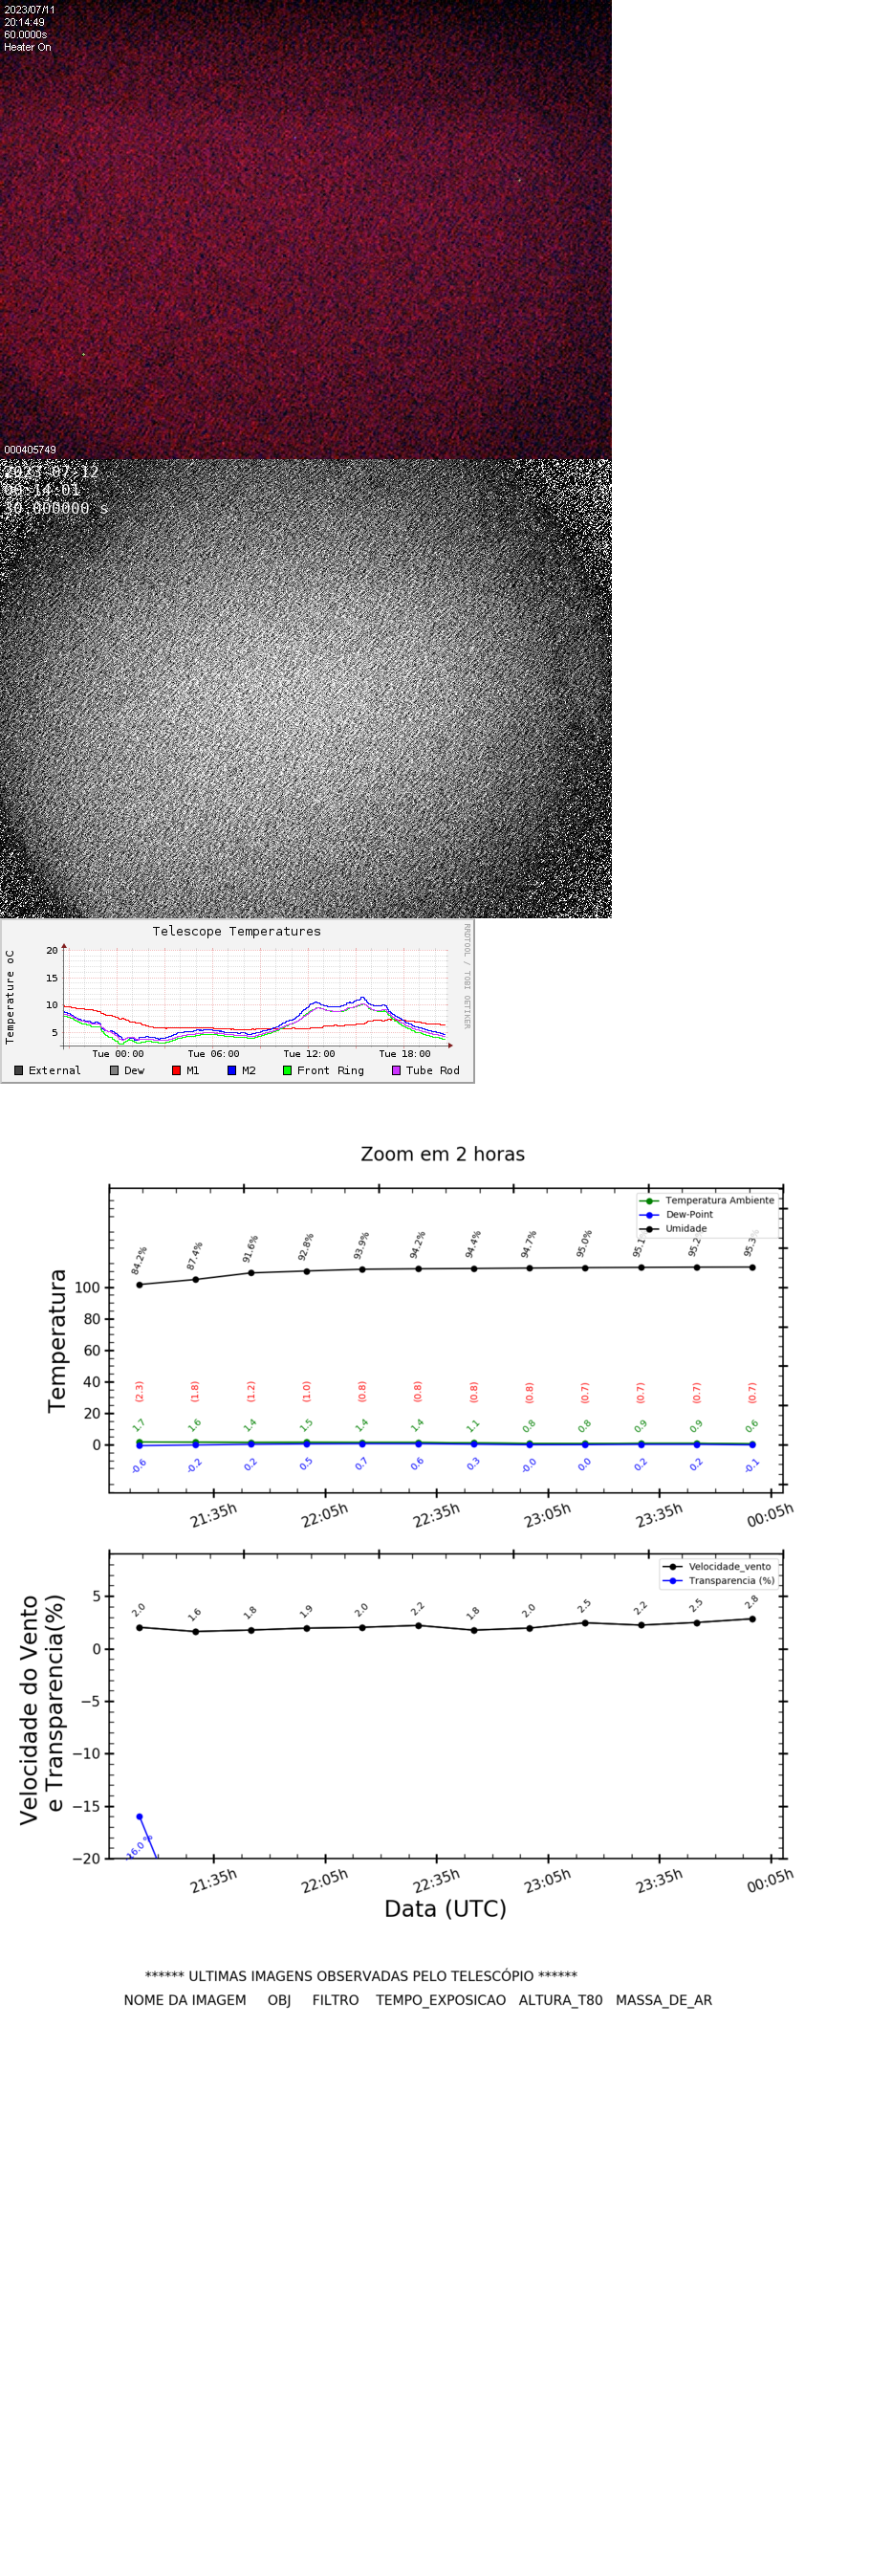 2023/07/11
20:14:49
60.0000s
Heater On
000405749
2023-07-12
00:14:01
30.000000 s
Telescope Temperatures
RRDTOOL / TOBI OETIKER
Temperature oC
20
15
10
5
Tue 00:00 Tue 06:00 Tue 12:00 Tue 18:00
External Dew M1 M2 Front Ring Tube Rod
Zoom em 2 horas
Temperatura Ambiente
Dew-Point
Umidade
84.2% 87.4% 91.6% 92.8% 93.9% 94.2% 94.4% 94.7% 95.0% 95.3%
Temperatura
100
80
60
40
20
0
(2.3) (1.8) (1.2) (1.0) (0.8) (0.8) (0.8) (0.8) (0.7) (0.7) (0.7) (0.7)
1.7 1.6 1.4 1.5 1.4 1.4 1.1 0.8 0.8 0.9 0.9 0.6
-0.6 -0.2 0.2 0.5 0.7 0.6 0.3 -0.0 0.0 0.2 0.2 -0.1
21:35h 22:05h 22:35h 23:05h 23:35h 00:05h
Velocidade_vento
Transparencia (%)
2.0 1.6 1.8 1.9 2.0 2.2 1.8 2.0 2.5 2.2 2.5 2.8
Velocidade do Vento
e Transparencia(%)
5
0
−5
−10
−15
−20
-16.0 %
21:35h 22:05h 22:35h 23:05h 23:35h 00:05h
Data (UTC)
****** ULTIMAS IMAGENS OBSERVADAS PELO TELESCÓPIO ******
NOME DA IMAGEM OBJ FILTRO TEMPO_EXPOSICAO ALTURA_T80 MASSA_DE_AR